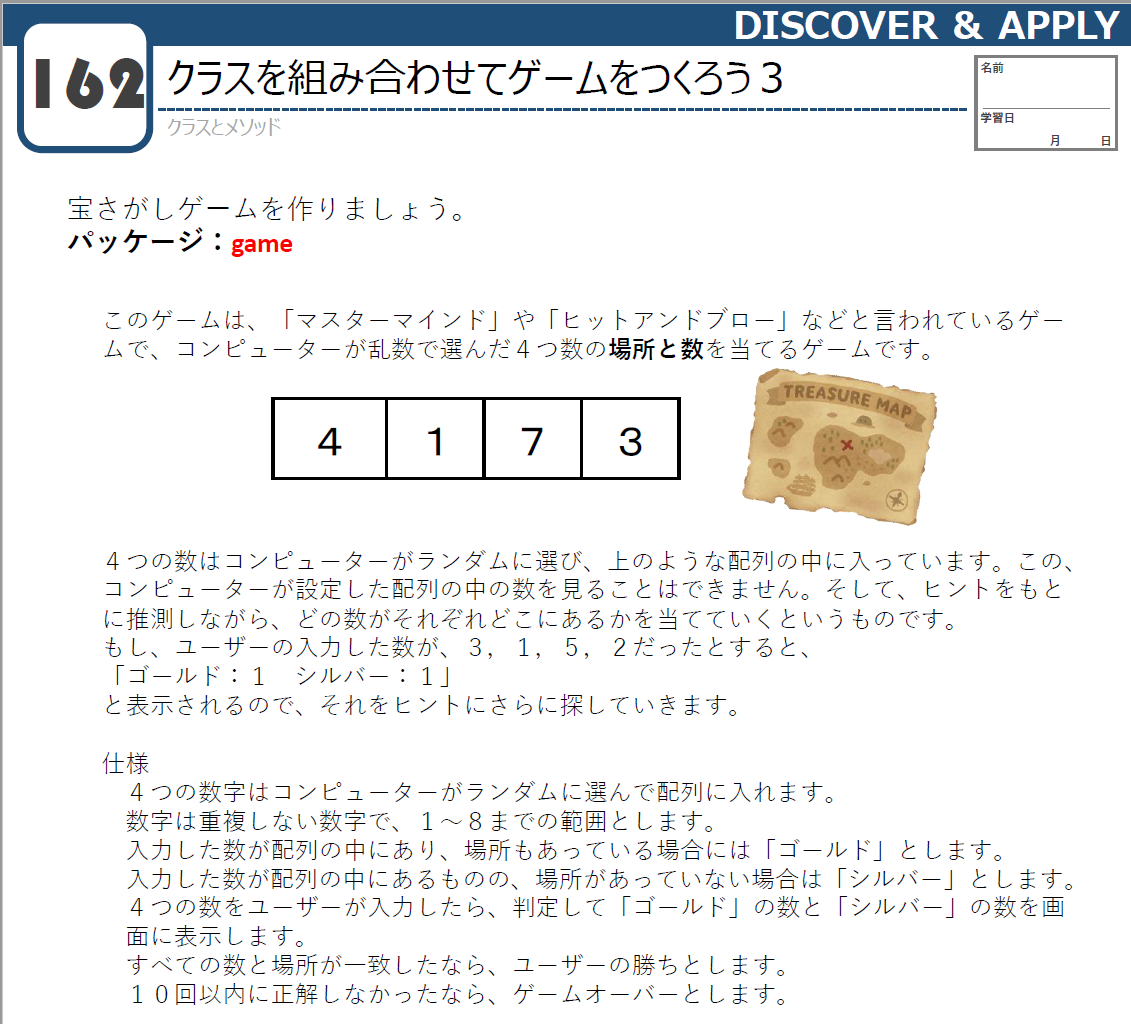 DISCOVER & APPLY
162
クラスを組み合わせてゲームをつくろう３
クラスとメソッド
名前
学習日
月　日
宝さがしゲームを作りましょう。
パッケージ：game
このゲームは、「マスターマインド」や「ヒットアンドブロー」などと言われているゲー
ムで、コンピューターが乱数で選んだ４つ数の場所と数を当てるゲームです。
4 1 7 3
TREASURE MAP
４つの数はコンピューターがランダムに選び、上のような配列の中に入っています。この、
コンピューターが設定した配列の中の数を見ることはできません。そして、ヒントをもと
に推測しながら、どの数がそれぞれどこにあるかを当てていくというものです。
もし、ユーザーの入力した数が、３，１，５，２だったとすると、
「ゴールド：１　シルバー：１」
と表示されるので、それをヒントにさらに探していきます。
仕様
４つの数字はコンピューターがランダムに選んで配列に入れます。
数字は重複しない数字で、１～８までの範囲とします。
入力した数が配列の中にあり、場所もあっている場合には「ゴールド」とします。
入力した数が配列の中にあるものの、場所があっていない場合は「シルバー」とします。
４つの数をユーザーが入力したら、判定して「ゴールド」の数と「シルバー」の数を画
面に表示します。
すべての数と場所が一致したなら、ユーザーの勝ちとします。
１０回以内に正解しなかったなら、ゲームオーバーとします。